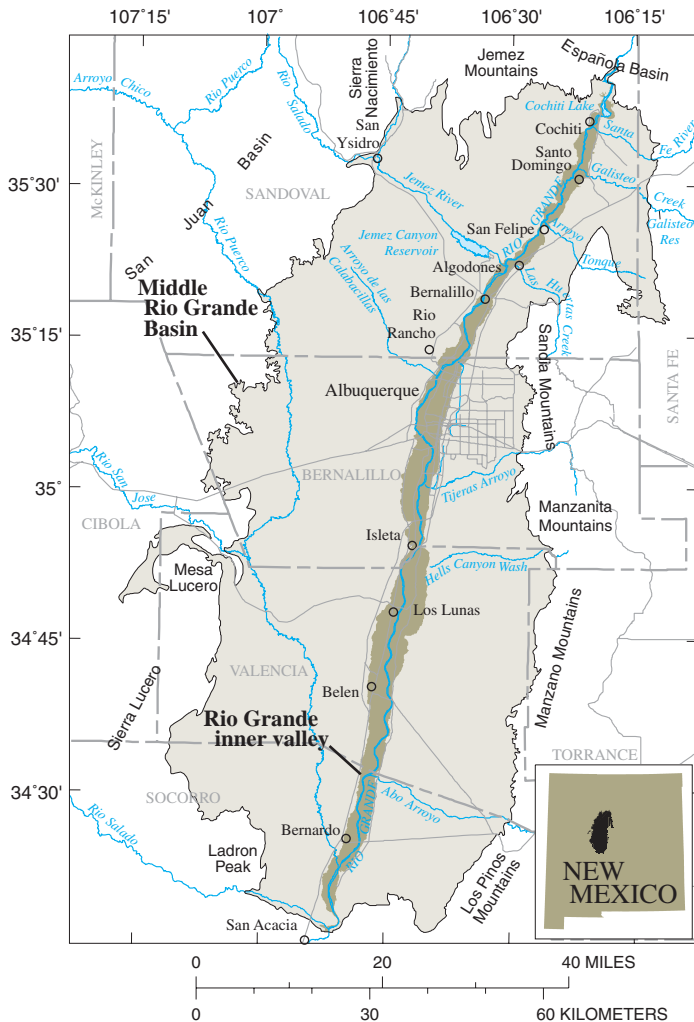 107°15'
107°
106°45'
106°30'
106°15'
Española Basin
Jemez
Mountains
Sierra
Nacimiento
Arroyo Chico
Rio Puerco
Rio
Salado
Cochiti Lake
Cochiti
Santa
Fe River
San
Ysidro
Santo
Domingo
McKINLEY
San Juan Basin
SANDOVAL
35°30'
Jemez River
Galisteo
Creek
Galisteo
Res
RIO GRANDE
San Felipe
Arroyo
Tonque
Rio Puerco
Jemez Canyon
Reservoir
Arroyo de las
Calabacillas
Algodones
Las Huertas Creek
Bernalillo
Middle
Rio Grande
Basin
Rio
Rancho
35°15'
Sandia Mountains
SANTA FE
Albuquerque
BERNALILLO
Rio San
Jose
35°
Tijeras Arroyo
Manzanita
Mountains
CIBOLA
Isleta
Mesa
Lucero
Hells Canyon Wash
Los Lunas
34°45'
Manzano Mountains
VALENCIA
Sierra Lucero
Belen
Rio Grande
inner valley
TORRANCE
34°30'
SOCORRO
Abo Arroyo
Rio Salado
Bernardo
RIO GRANDE
Ladron
Peak
Los Pinos
Mountains
NEW
MEXICO
San Acacia
0
20
40 MILES
0
30
60 KILOMETERS